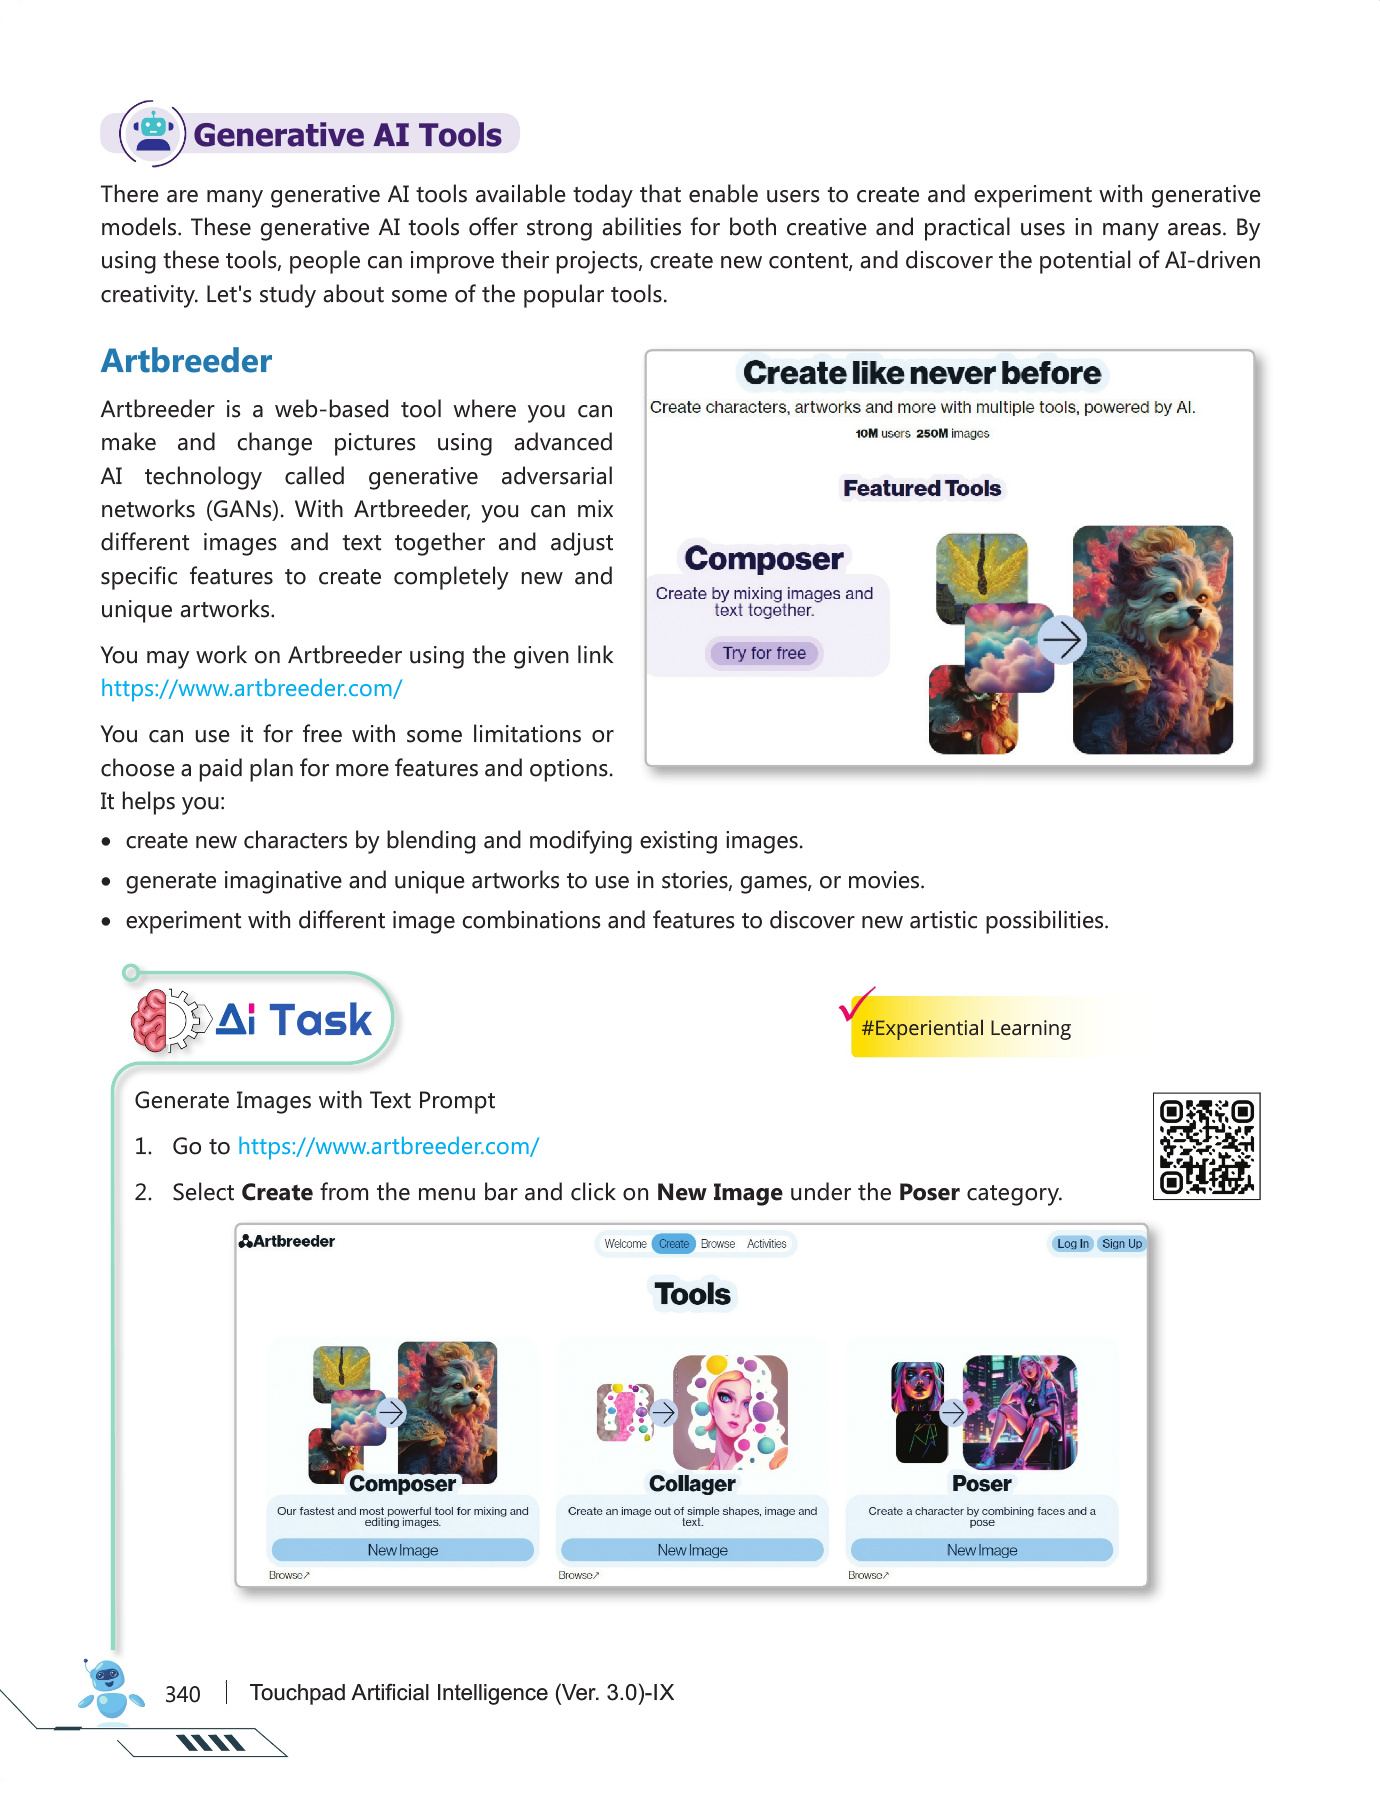 Generative AI Tools
There are many generative AI tools available today that enable users to create and experiment with generative
models. These generative AI tools offer strong abilities for both creative and practical uses in many areas. By
using these tools, people can improve their projects, create new content, and discover the potential of AI-driven
creativity. Let's study about some of the popular tools.
Artbreeder
Artbreeder is a web-based tool where you can
make and change pictures using advanced
AI technology called generative adversarial
networks (GANs). With Artbreeder, you can mix
different images and text together and adjust
specific features to create completely new and
unique artworks.
You may work on Artbreeder using the given link
https://www.artbreeder.com/
You can use it for free with some limitations or
choose a paid plan for more features and options.
It helps you:
Create like never before
Create characters, artworks and more with multiple tools, powered by AI.
10M users 250M images
Featured Tools
Composer
Create by mixing images and
text together.
Try for free
• create new characters by blending and modifying existing images.
• generate imaginative and unique artworks to use in stories, games, or movies.
• experiment with different image combinations and features to discover new artistic possibilities.
Ai Task
#Experiential Learning
Generate Images with Text Prompt
1. Go to https://www.artbreeder.com/
2. Select Create from the menu bar and click on New Image under the Poser category.
Artbreeder
Welcome Create Browse Activities
Log In Sign Up
Tools
Composer
Our fastest and most powerful tool for mixing and
editing images.
New Image
Browse↗
Collager
Create an image out of simple shapes, image and
text.
New Image
Browse↗
Poser
Create a character by combining faces and a
pose
New Image
Browse↗
340 | Touchpad Artificial Intelligence (Ver. 3.0)-IX